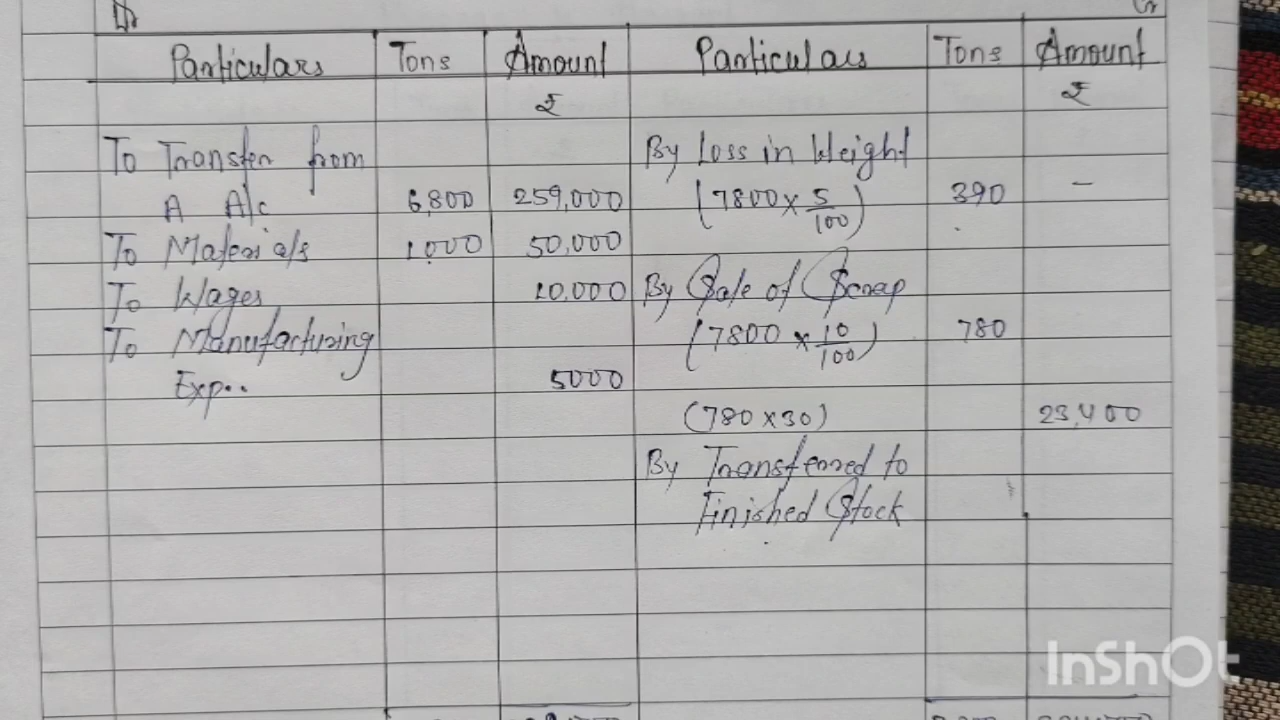 Dr
Cr
Particulars Tons Amount Particulars Tons Amount
₹ ₹
To Transfer from
A A/c 6,800 259,000
To Materials 1,000 50,000
To Wages 10,000
To Manufacturing
Exp.. 5000
By Loss in Weight
(7800 × 5/100) 390 –
By Sale of Scrap
(7800 × 10/100) 780
(780 × 30) 23,400
By Transferred to
Finished Stock
InShOt